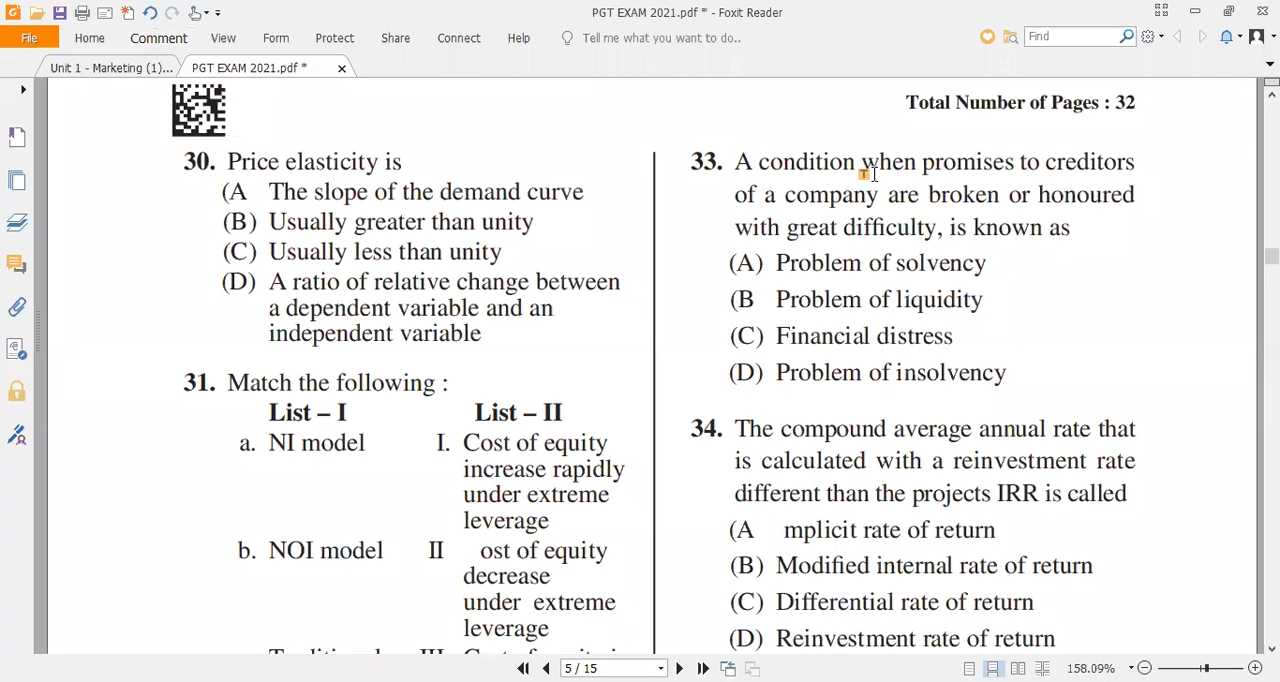 PGT EXAM 2021.pdf * - Foxit Reader
File Home Comment View Form Protect Share Connect Help Tell me what you want to do.. Find
Unit 1 - Marketing (1)... PGT EXAM 2021.pdf *
Total Number of Pages : 32
30. Price elasticity is
(A The slope of the demand curve
(B) Usually greater than unity
(C) Usually less than unity
(D) A ratio of relative change between
a dependent variable and an
independent variable
31. Match the following :
List – I List – II
a. NI model I. Cost of equity
increase rapidly
under extreme
leverage
b. NOI model II ost of equity
decrease
under extreme
leverage
33. A condition when promises to creditors
of a company are broken or honoured
with great difficulty, is known as
(A) Problem of solvency
(B Problem of liquidity
(C) Financial distress
(D) Problem of insolvency
34. The compound average annual rate that
is calculated with a reinvestment rate
different than the projects IRR is called
(A mplicit rate of return
(B) Modified internal rate of return
(C) Differential rate of return
(D) Reinvestment rate of return
5 / 15 158.09%